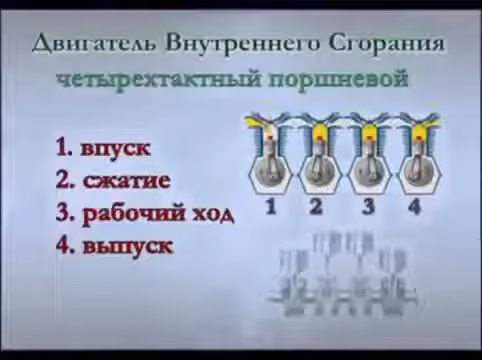 Двигатель Внутреннего Сгорания
четырехтактный поршневой
1. впуск
2. сжатие
3. рабочий ход
4. выпуск
1 2 3 4